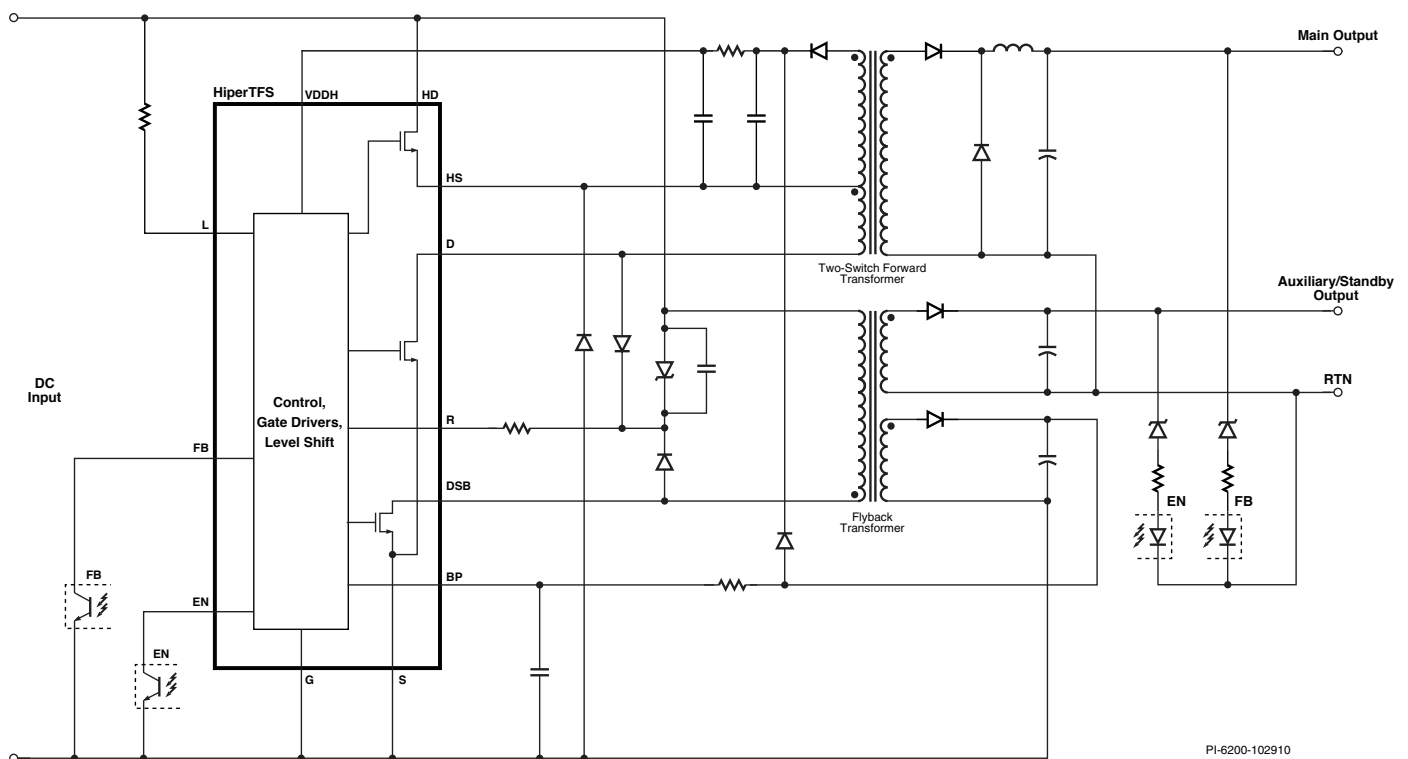 Main Output
HiperTFS
VDDH
HD
HS
L
D
Two-Switch Forward
Transformer
Auxiliary/Standby
Output
DC
Input
RTN
Control,
Gate Drivers,
Level Shift
R
FB
DSB
EN
FB
Flyback
Transformer
FB
BP
EN
EN
G
S
PI-6200-102910